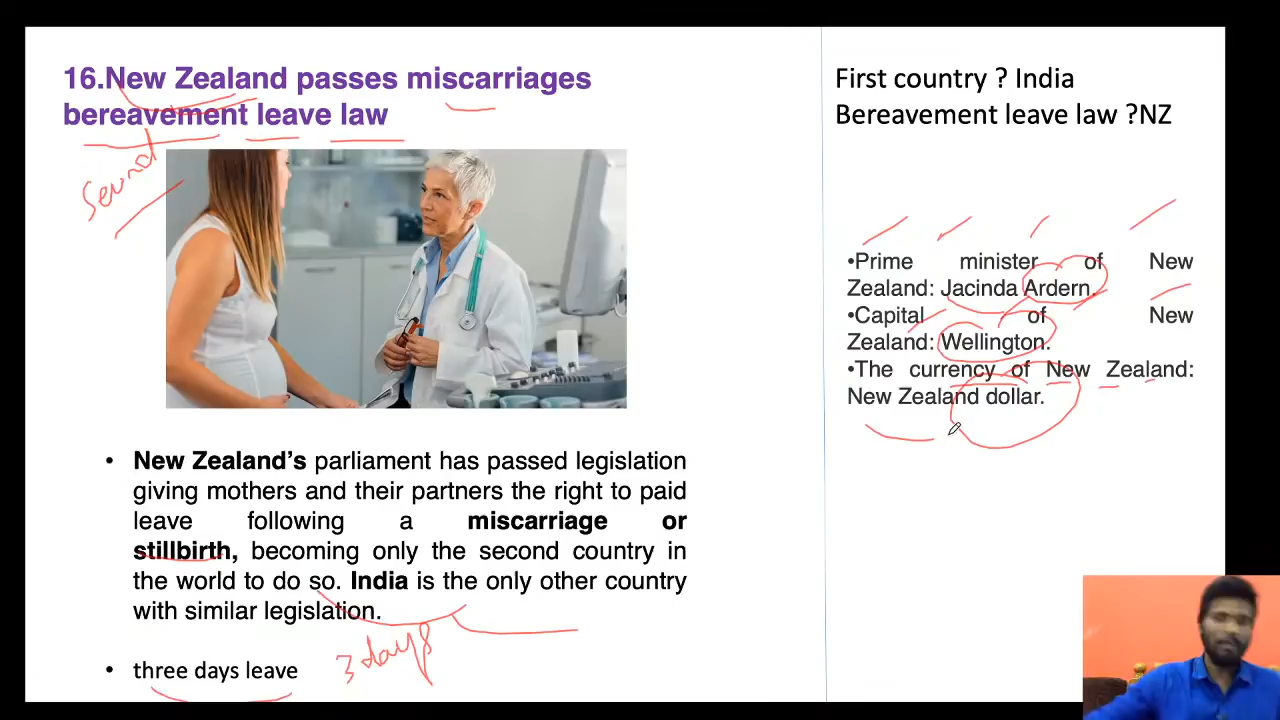 16.New Zealand passes miscarriages
bereavement leave law
Second
New Zealand's parliament has passed legislation
giving mothers and their partners the right to paid
leave following a miscarriage or
stillbirth, becoming only the second country in
the world to do so. India is the only other country
with similar legislation.
three days leave
3 days
First country ? India
Bereavement leave law ?NZ
•Prime minister of New
Zealand: Jacinda Ardern.
•Capital of New
Zealand: Wellington.
•The currency of New Zealand:
New Zealand dollar.